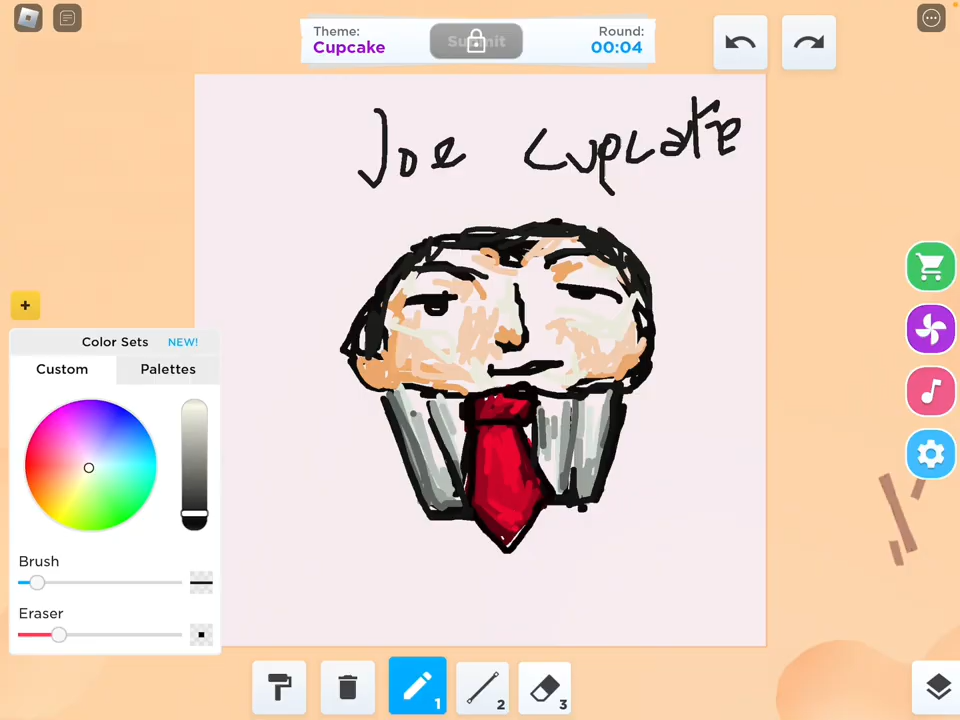 Theme:
Cupcake
Submit
Round:
00:04
Joe Cupcake
+
Color Sets NEW!
Custom Palettes
Brush
Eraser
1
2
3